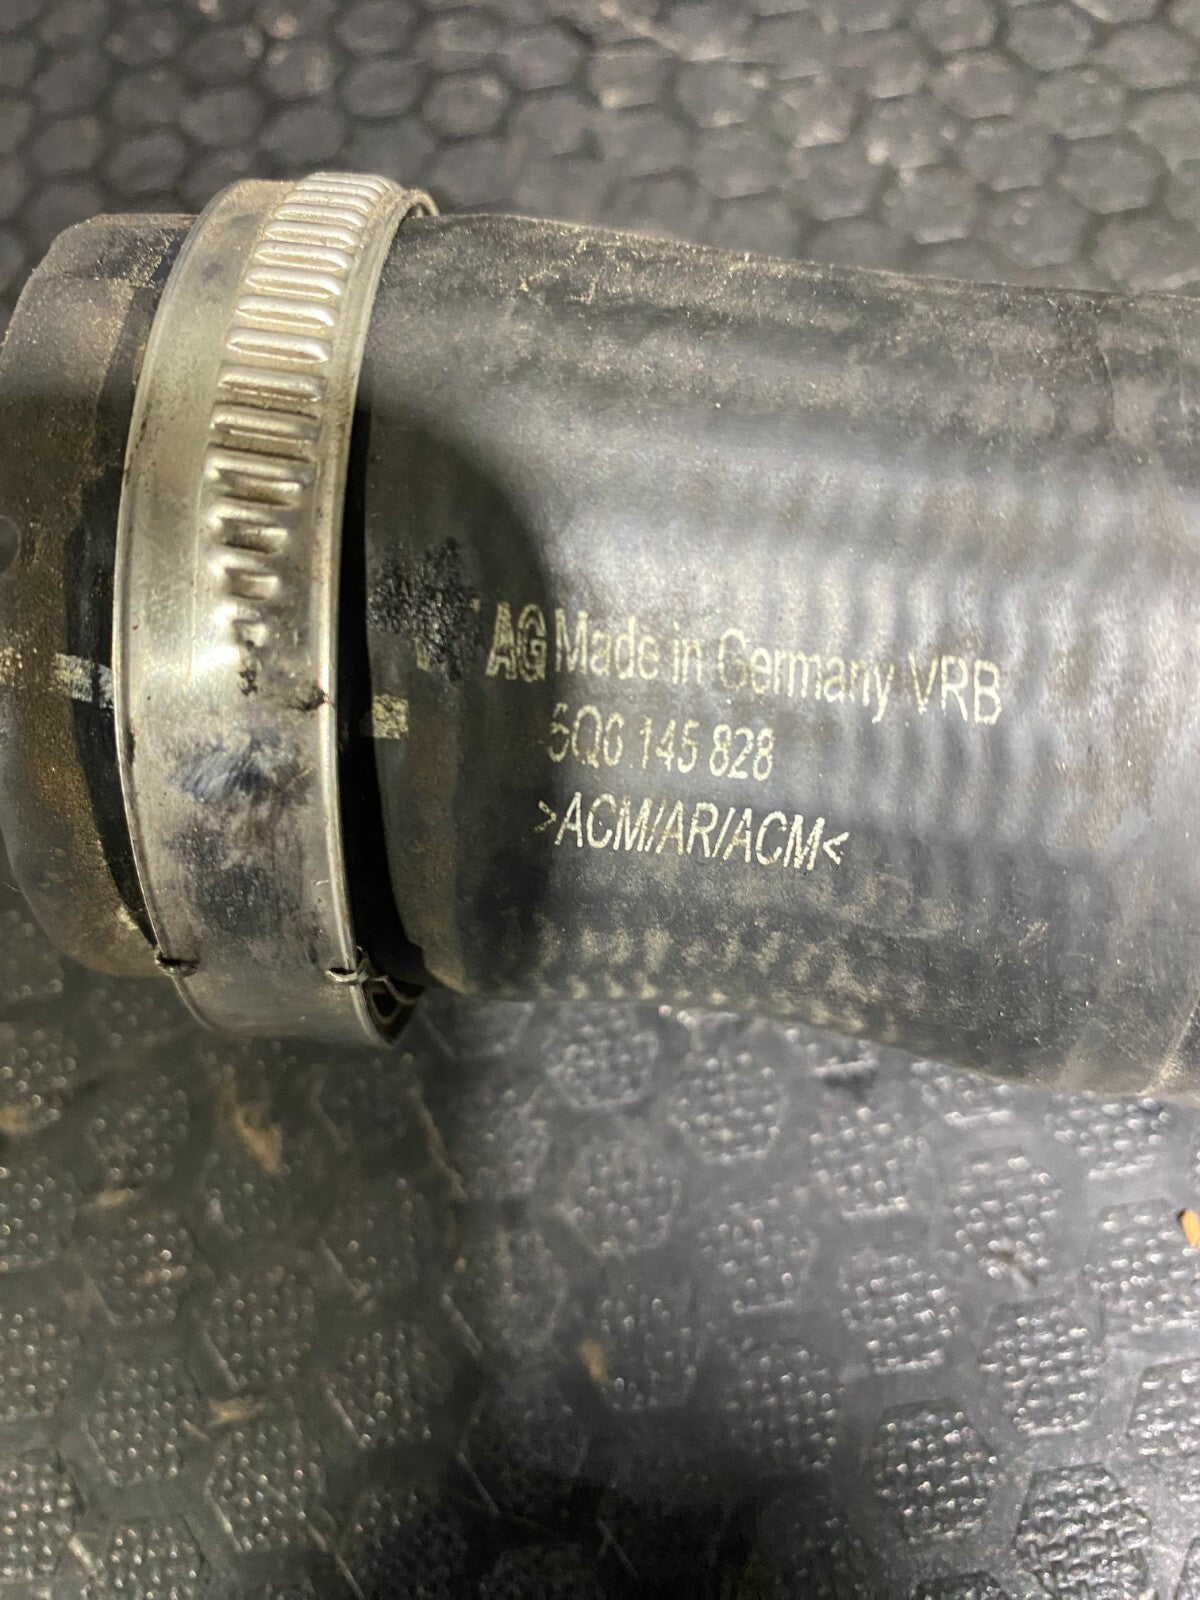 AG Made in Germany VRB
5Q0 145 828
>ACM/AR/ACM<